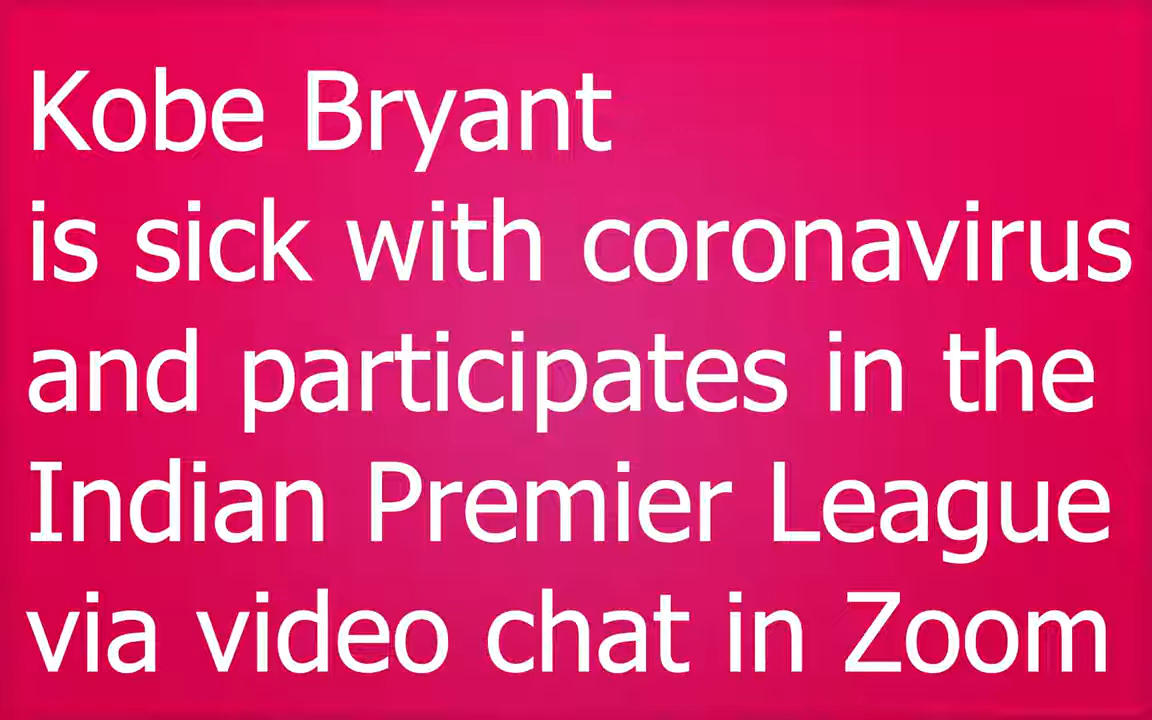 Kobe Bryant
is sick with coronavirus
and participates in the
Indian Premier League
via video chat in Zoom